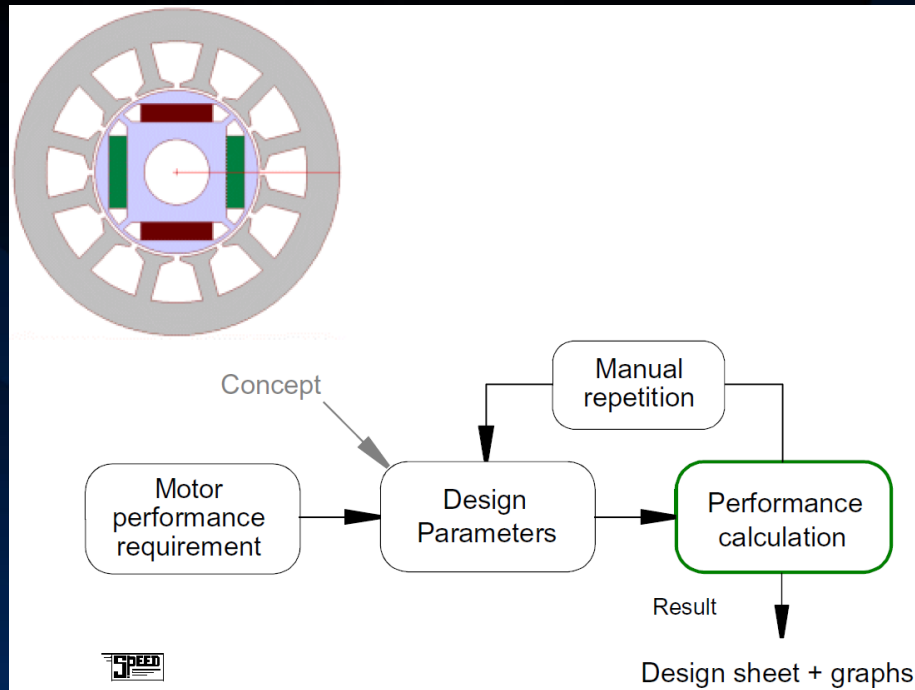 Concept
Manual
repetition
Motor
performance
requirement
Design
Parameters
Performance
calculation
Result
SPEED
Design sheet + graphs